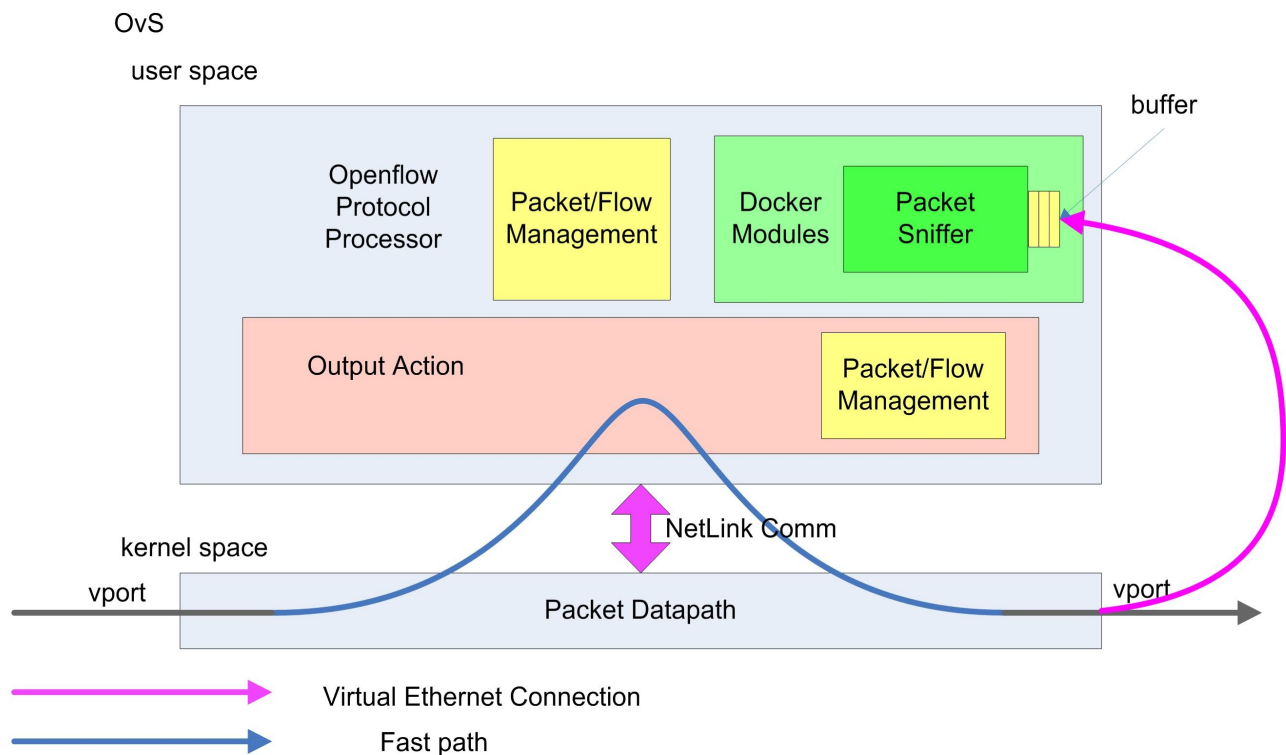 OvS
user space
buffer
Openflow
Protocol
Processor
Packet/Flow
Management
Docker
Modules
Packet
Sniffer
Output Action
Packet/Flow
Management
NetLink Comm
kernel space
vport
Packet Datapath
vport
Virtual Ethernet Connection
Fast path